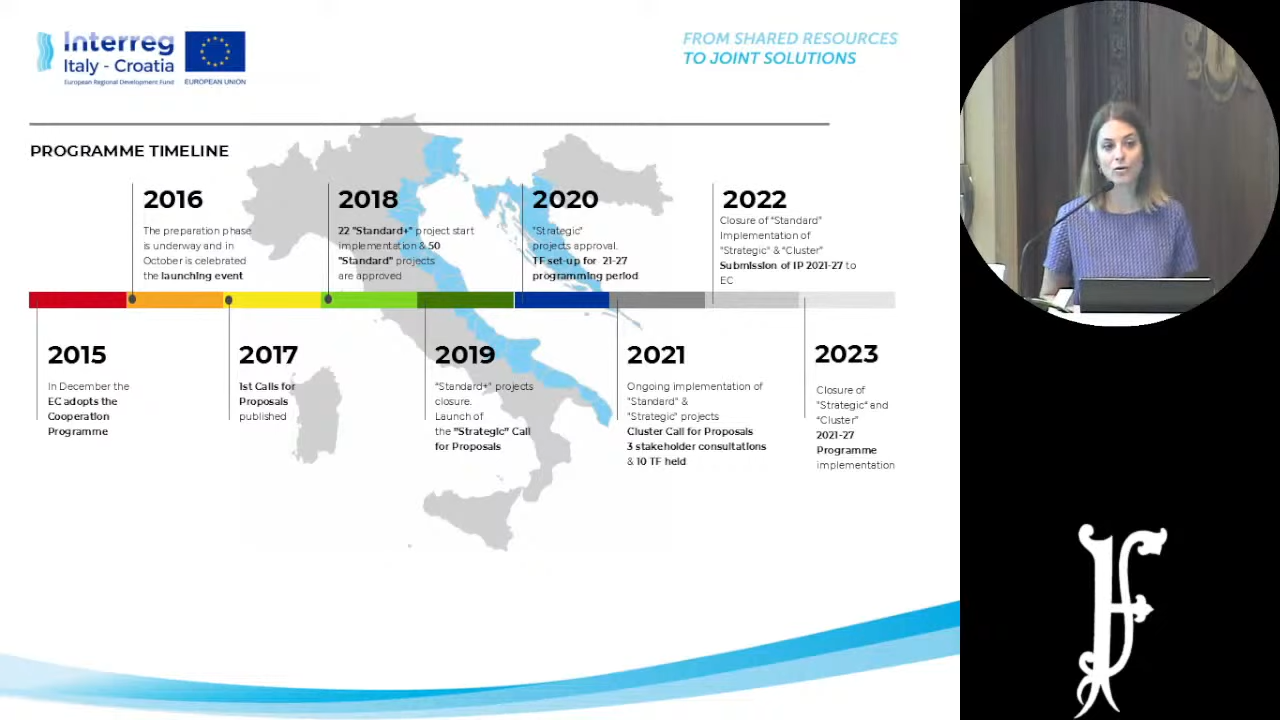 Interreg
Italy - Croatia
European Regional Development Fund
EUROPEAN UNION
FROM SHARED RESOURCES
TO JOINT SOLUTIONS
PROGRAMME TIMELINE
2016
The preparation phase
is underway and in
October is celebrated
the launching event
2018
22 "Standard+" project start
implementation & 50
"Standard" projects
are approved
2020
"Strategic"
projects approval.
TF set-up for 21-27
programming period
2022
Closure of "Standard"
Implementation of
"Strategic" & "Cluster"
Submission of IP 2021-27 to
EC
2015
In December the
EC adopts the
Cooperation
Programme
2017
1st Calls for
Proposals
published
2019
"Standard+" projects
closure.
Launch of
the "Strategic" Call
for Proposals
2021
Ongoing implementation of
"Standard" &
"Strategic" projects
Cluster Call for Proposals
3 stakeholder consultations
& 10 TF held
2023
Closure of
"Strategic" and
"Cluster"
2021-27
Programme
implementation